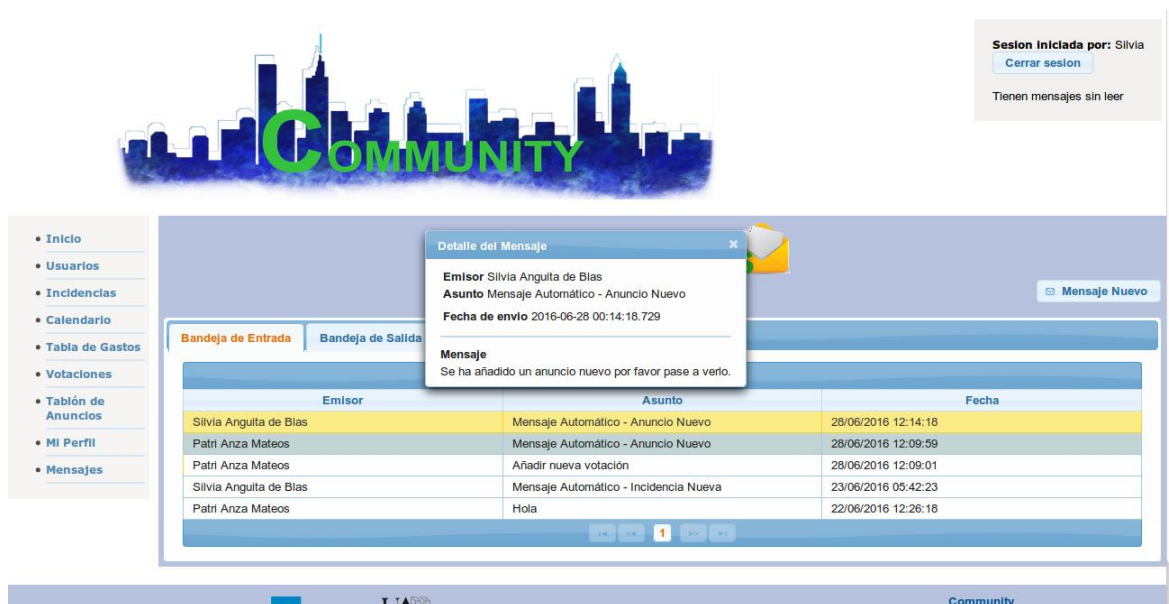 Sesion iniciada por: Silvia
Cerrar sesion
Tienen mensajes sin leer
COMMUNITY
Inicio
Usuarios
Incidencias
Calendario
Tabla de Gastos
Votaciones
Tablón de
Anuncios
Mi Perfil
Mensajes
Detalle del Mensaje
Emisor Silvia Anguita de Blas
Asunto Mensaje Automático - Anuncio Nuevo
Fecha de envio 2016-06-28 00:14:18.729
Mensaje
Se ha añadido un anuncio nuevo por favor pase a verlo.
Mensaje Nuevo
Bandeja de Entrada Bandeja de Salida
Emisor Asunto Fecha
Silvia Anguita de Blas Mensaje Automático - Anuncio Nuevo 28/06/2016 12:14:18
Patri Anza Mateos Mensaje Automático - Anuncio Nuevo 28/06/2016 12:09:59
Patri Anza Mateos Añadir nueva votación 28/06/2016 12:09:01
Silvia Anguita de Blas Mensaje Automático - Incidencia Nueva 23/06/2016 05:42:23
Patri Anza Mateos Hola 22/06/2016 12:26:18
1
Community